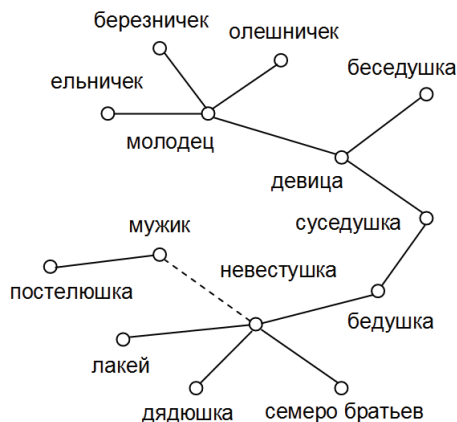 березничек
олешничек
ельничек
беседушка
молодец
девица
суседушка
мужик
невестушка
постелюшка
бедушка
лакей
дядюшка
семеро братьев